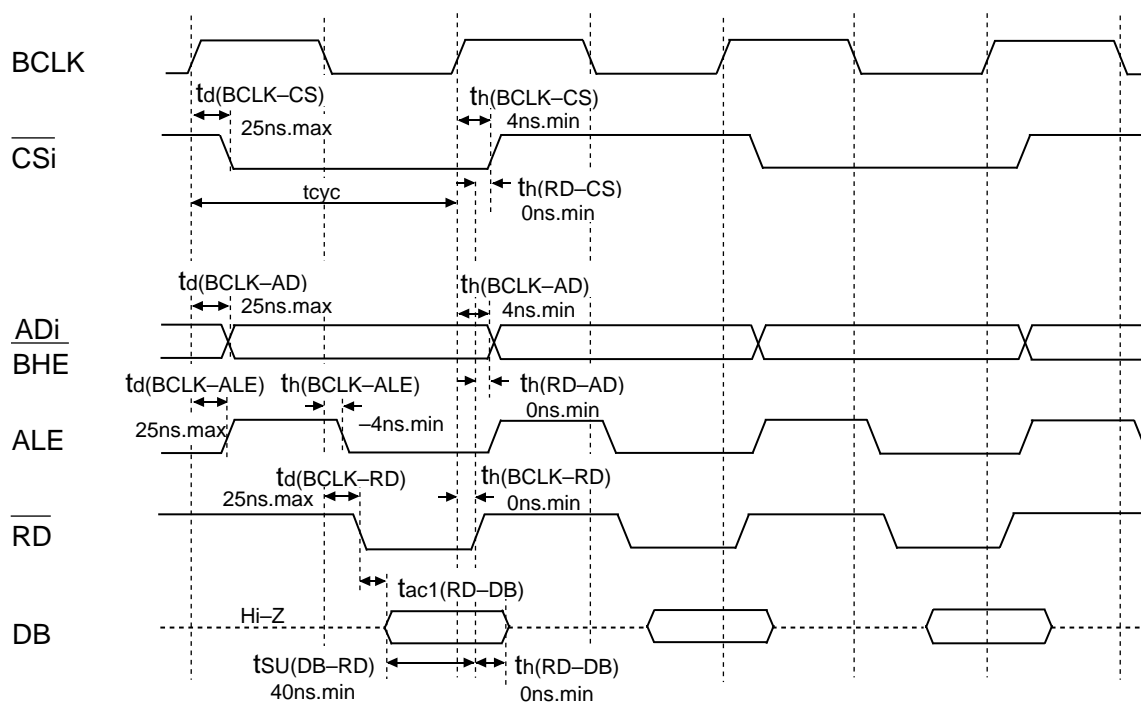 BCLK
td(BCLK–CS)
25ns.max
th(BCLK–CS)
4ns.min
CSi
tcyc
th(RD–CS)
0ns.min
td(BCLK–AD)
25ns.max
th(BCLK–AD)
4ns.min
ADi
BHE
td(BCLK–ALE)
25ns.max
th(BCLK–ALE)
–4ns.min
th(RD–AD)
0ns.min
ALE
td(BCLK–RD)
25ns.max
th(BCLK–RD)
0ns.min
RD
tac1(RD–DB)
Hi–Z
DB
tSU(DB–RD)
40ns.min
th(RD–DB)
0ns.min